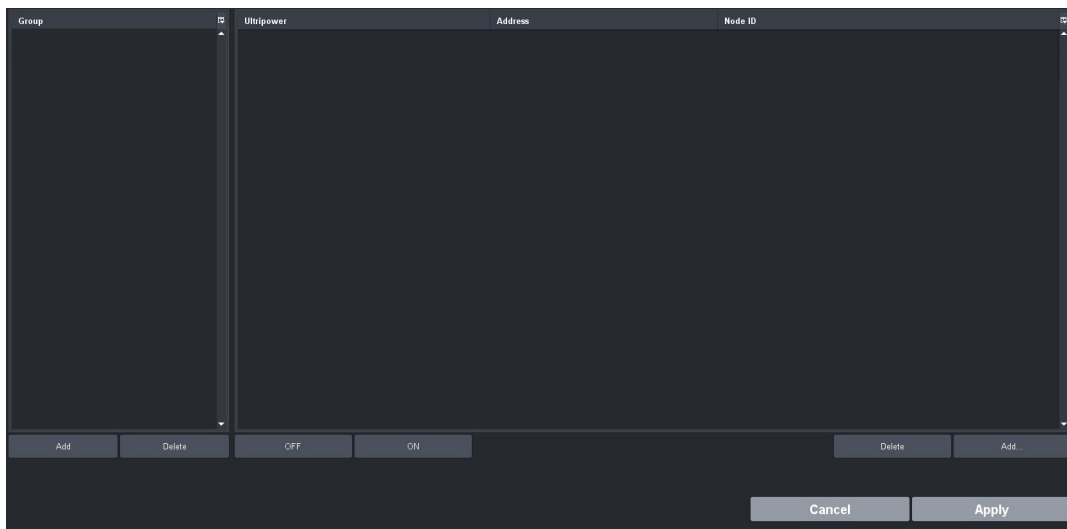 Group Ultripower Address Node ID
Add Delete OFF ON Delete Add...
Cancel Apply